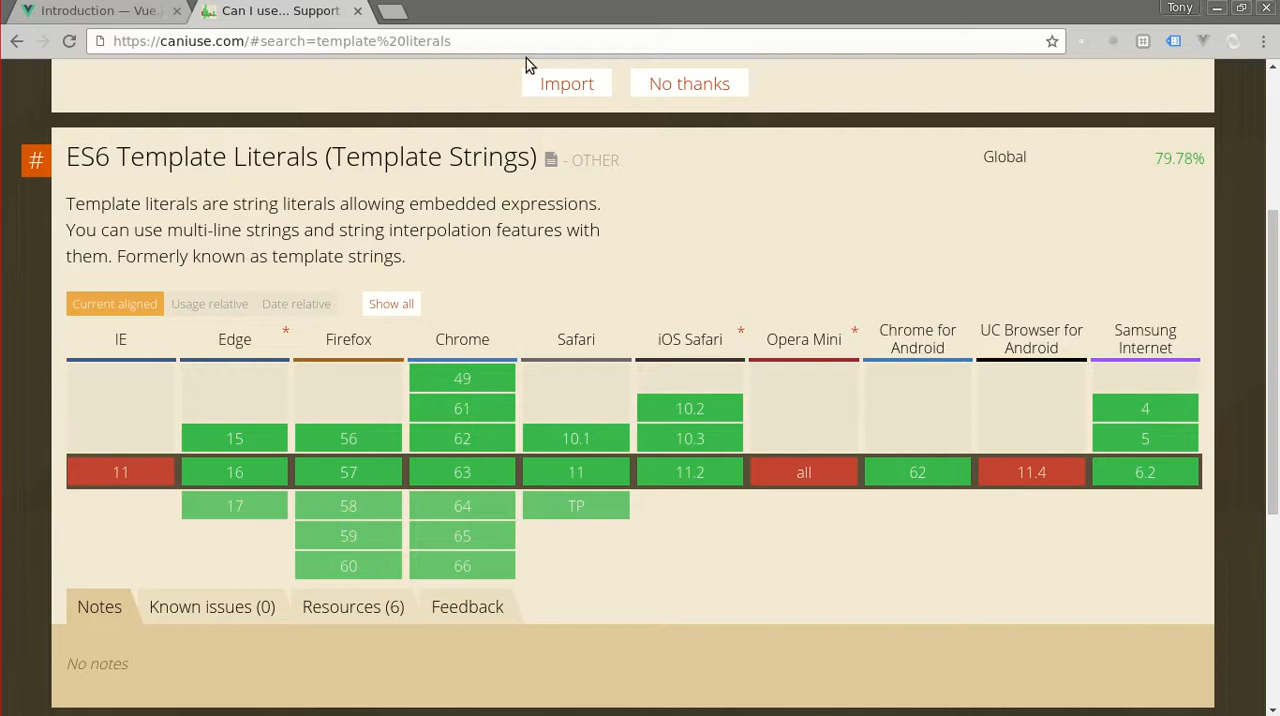 Introduction — Vue.j
Can I use... Support
Tony
https://caniuse.com/#search=template%20literals
Import
No thanks
#
ES6 Template Literals (Template Strings)
- OTHER
Global
79.78%
Template literals are string literals allowing embedded expressions.
You can use multi-line strings and string interpolation features with
them. Formerly known as template strings.
Current aligned
Usage relative
Date relative
Show all
IE
Edge
*
Firefox
Chrome
Safari
iOS Safari
*
Opera Mini
*
Chrome for
Android
UC Browser for
Android
Samsung
Internet
49
61
10.2
4
15
56
62
10.1
10.3
5
11
16
57
63
11
11.2
all
62
11.4
6.2
17
58
64
TP
59
65
60
66
Notes
Known issues (0)
Resources (6)
Feedback
No notes